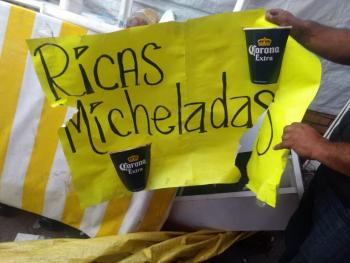 Ricas
Micheladas
Corona
Extra
Corona
Extra